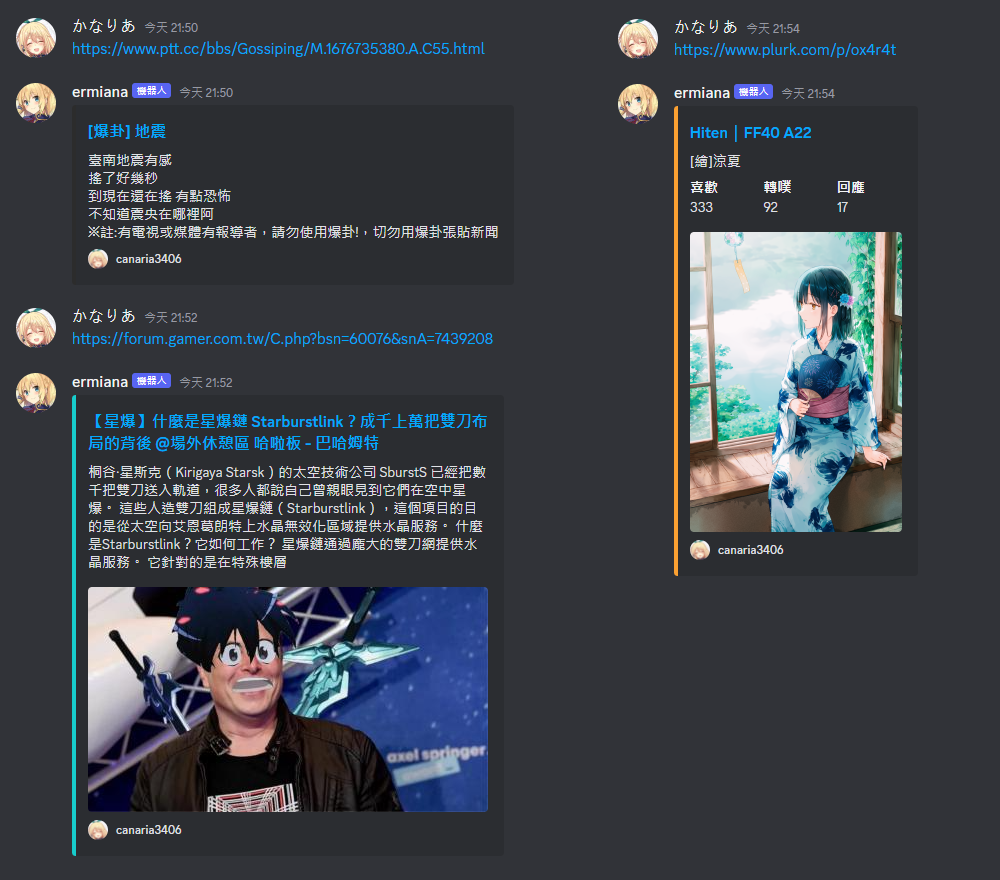 かなりあ 今天 21:50
https://www.ptt.cc/bbs/Gossiping/M.1676735380.A.C55.html
ermiana 機器人 今天 21:50
[爆卦] 地震
臺南地震有感
搖了好幾秒
到現在還在搖 有點恐怖
不知道震央在哪裡阿
※註:有電視或媒體有報導者，請勿使用爆卦!，切勿用爆卦張貼新聞
canaria3406
かなりあ 今天 21:52
https://forum.gamer.com.tw/C.php?bsn=60076&snA=7439208
ermiana 機器人 今天 21:52
【星爆】什麼是星爆鏈 Starburstlink？成千上萬把雙刀布
局的背後 @場外休憩區 哈啦板 - 巴哈姆特
桐谷·星斯克（Kirigaya Starsk）的太空技術公司 SburstS 已經把數
千把雙刀送入軌道，很多人都說自己曾親眼見到它們在空中星
爆。 這些人造雙刀組成星爆鏈（Starburstlink），這個項目的目
的是從太空向艾恩葛朗特上水晶無效化區域提供水晶服務。 什麼
是Starburstlink？它如何工作？ 星爆鏈通過龐大的雙刀網提供水
晶服務。 它針對的是在特殊樓層
axel springer
canaria3406
かなりあ 今天 21:54
https://www.plurk.com/p/ox4r4t
ermiana 機器人 今天 21:54
Hiten｜FF40 A22
[繪]涼夏
喜歡 轉噗 回應
333 92 17
canaria3406